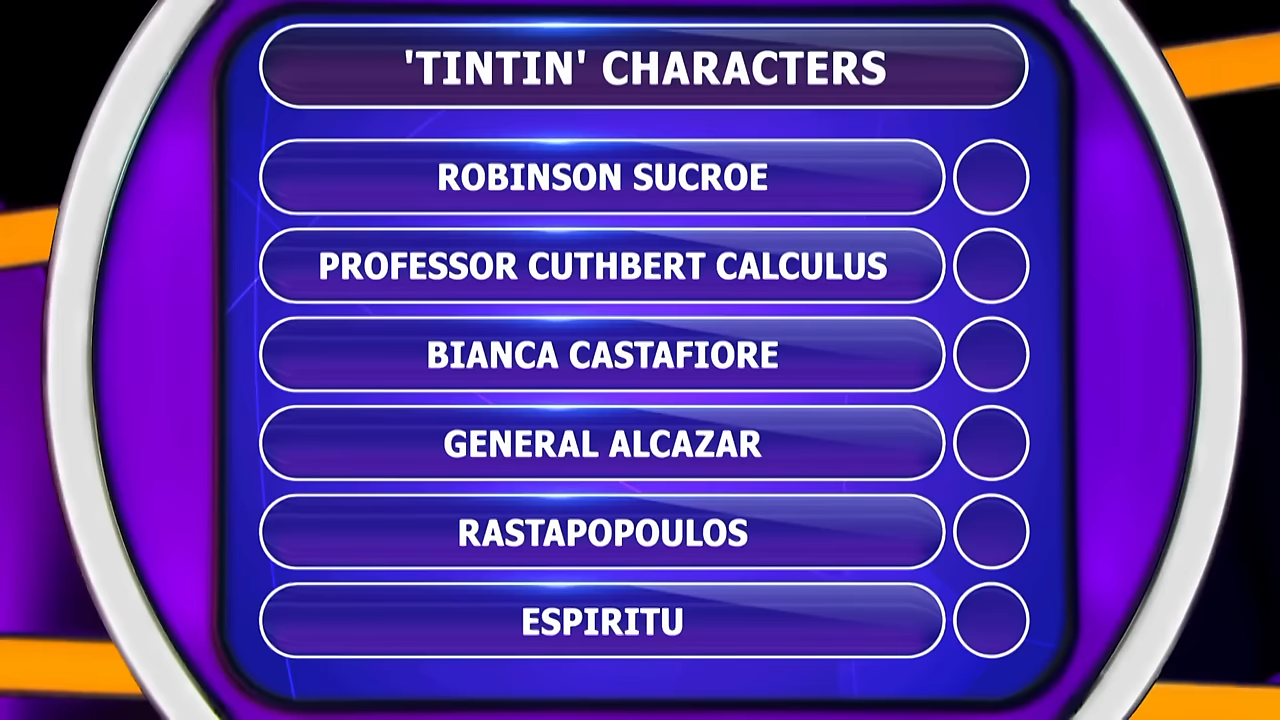 'TINTIN' CHARACTERS
ROBINSON SUCROE
PROFESSOR CUTHBERT CALCULUS
BIANCA CASTAFIORE
GENERAL ALCAZAR
RASTAPOPOULOS
ESPIRITU